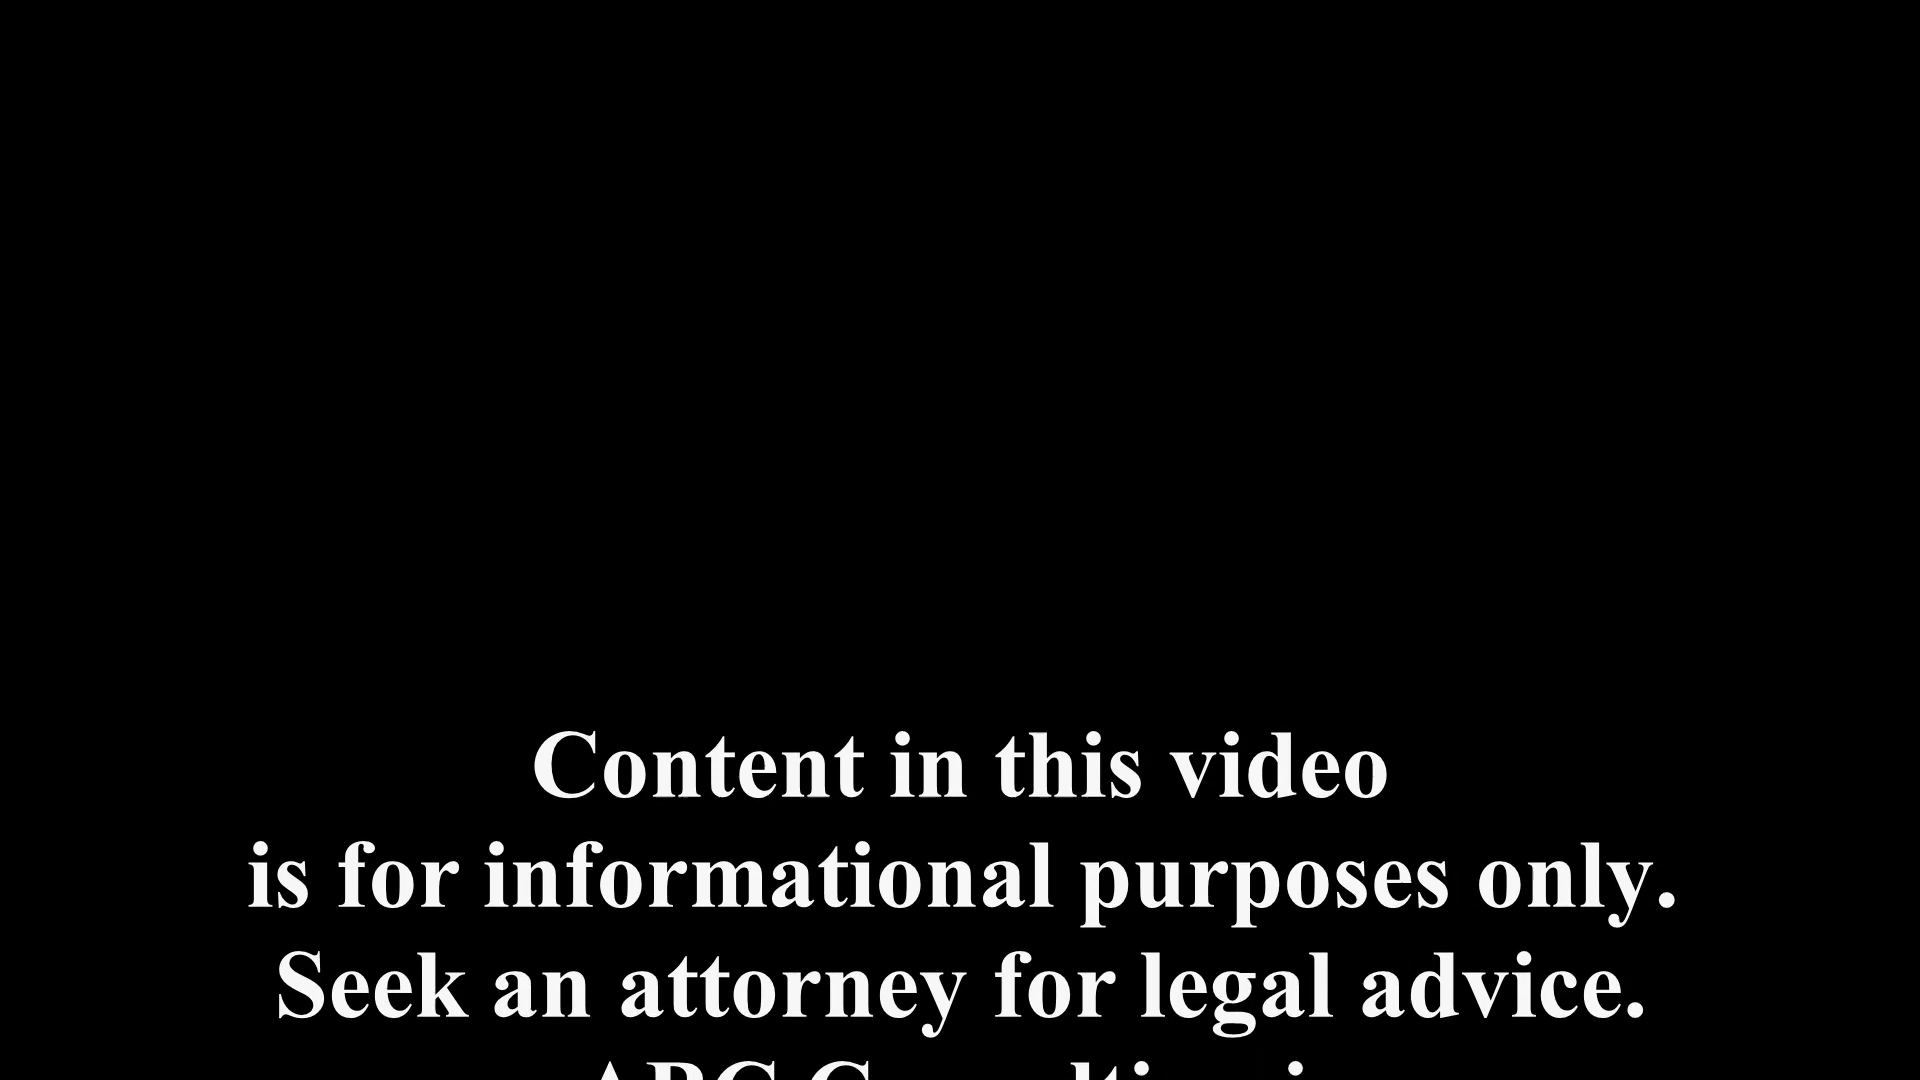 Content in this video
is for informational purposes only.
Seek an attorney for legal advice.